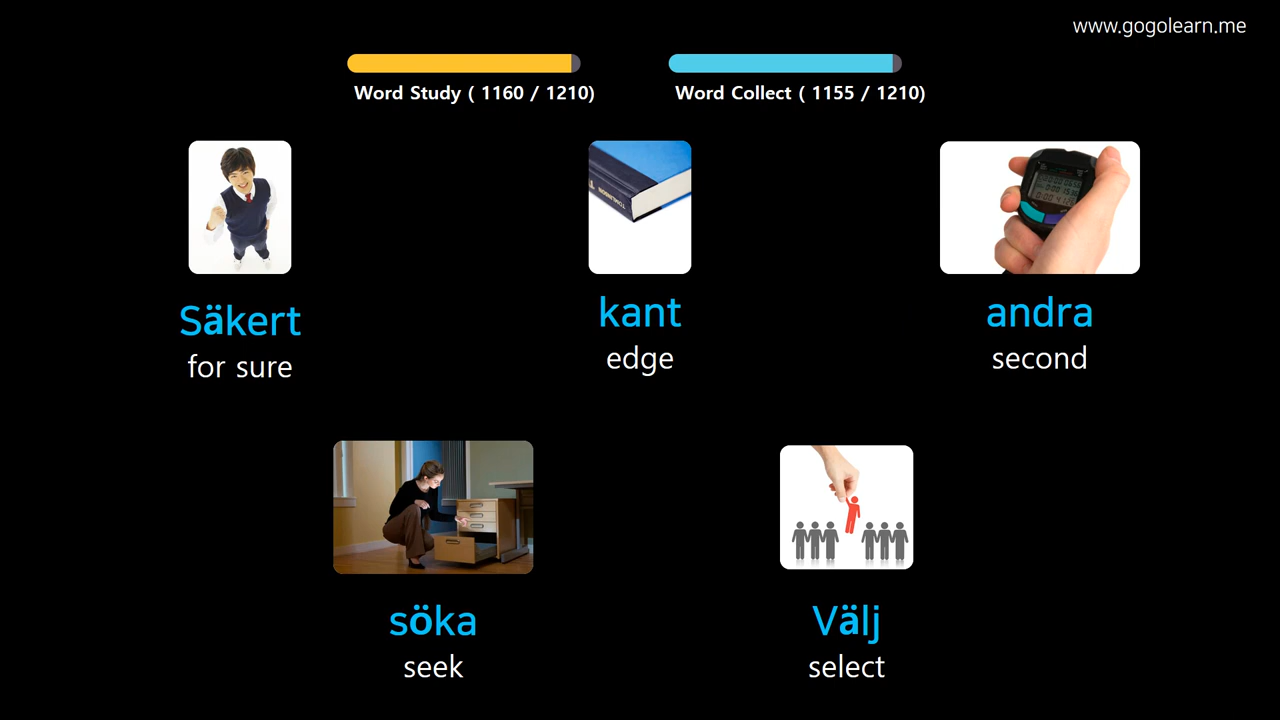 www.gogolearn.me
Word Study ( 1160 / 1210)
Word Collect ( 1155 / 1210)
Säkert
for sure
kant
edge
andra
second
söka
seek
Välj
select